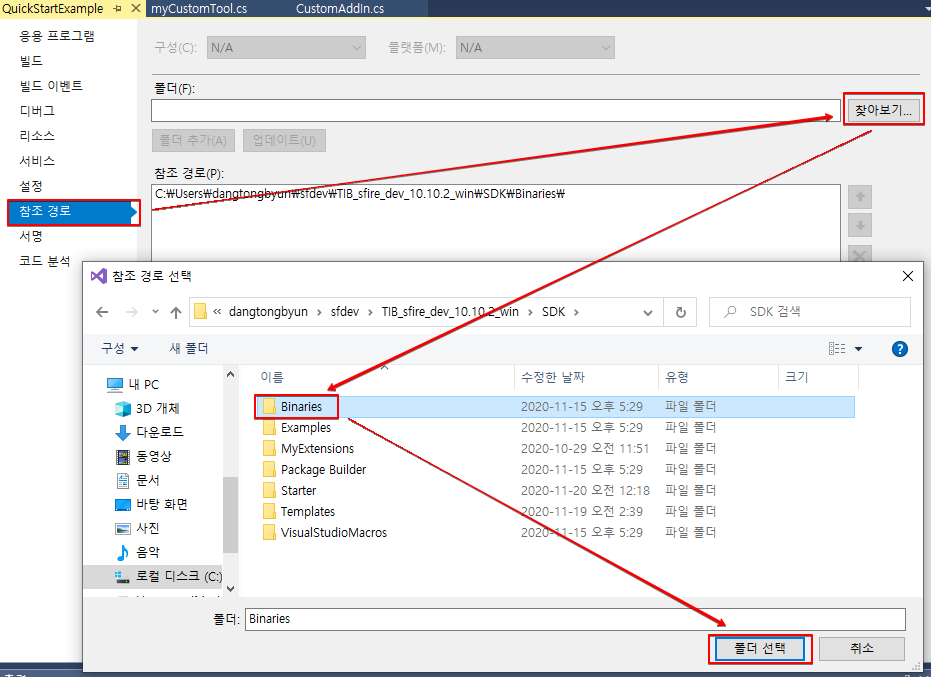 QuickStartExample myCustomTool.cs CustomAddIn.cs
응용 프로그램
빌드
빌드 이벤트
디버그
리소스
서비스
설정
참조 경로
서명
코드 분석
구성(C): N/A 플랫폼(M): N/A
폴더(F):
찾아보기...
폴더 추가(A) 업데이트(U)
참조 경로(P):
C:₩Users₩dangtongbyun₩sfdev₩TIB_sfire_dev_10.10.2_win₩SDK₩Binaries₩
참조 경로 선택
« dangtongbyun › sfdev › TIB_sfire_dev_10.10.2_win › SDK ›
SDK 검색
구성 새 폴더
이름 수정한 날짜 유형 크기
내 PC
3D 개체
다운로드
동영상
문서
바탕 화면
사진
음악
로컬 디스크 (C:)
Binaries 2020-11-15 오후 5:29 파일 폴더
Examples 2020-11-15 오후 5:29 파일 폴더
MyExtensions 2020-10-29 오전 11:51 파일 폴더
Package Builder 2020-11-15 오후 5:29 파일 폴더
Starter 2020-11-20 오전 12:18 파일 폴더
Templates 2020-11-19 오전 2:39 파일 폴더
VisualStudioMacros 2020-11-15 오후 5:29 파일 폴더
폴더: Binaries
폴더 선택 취소